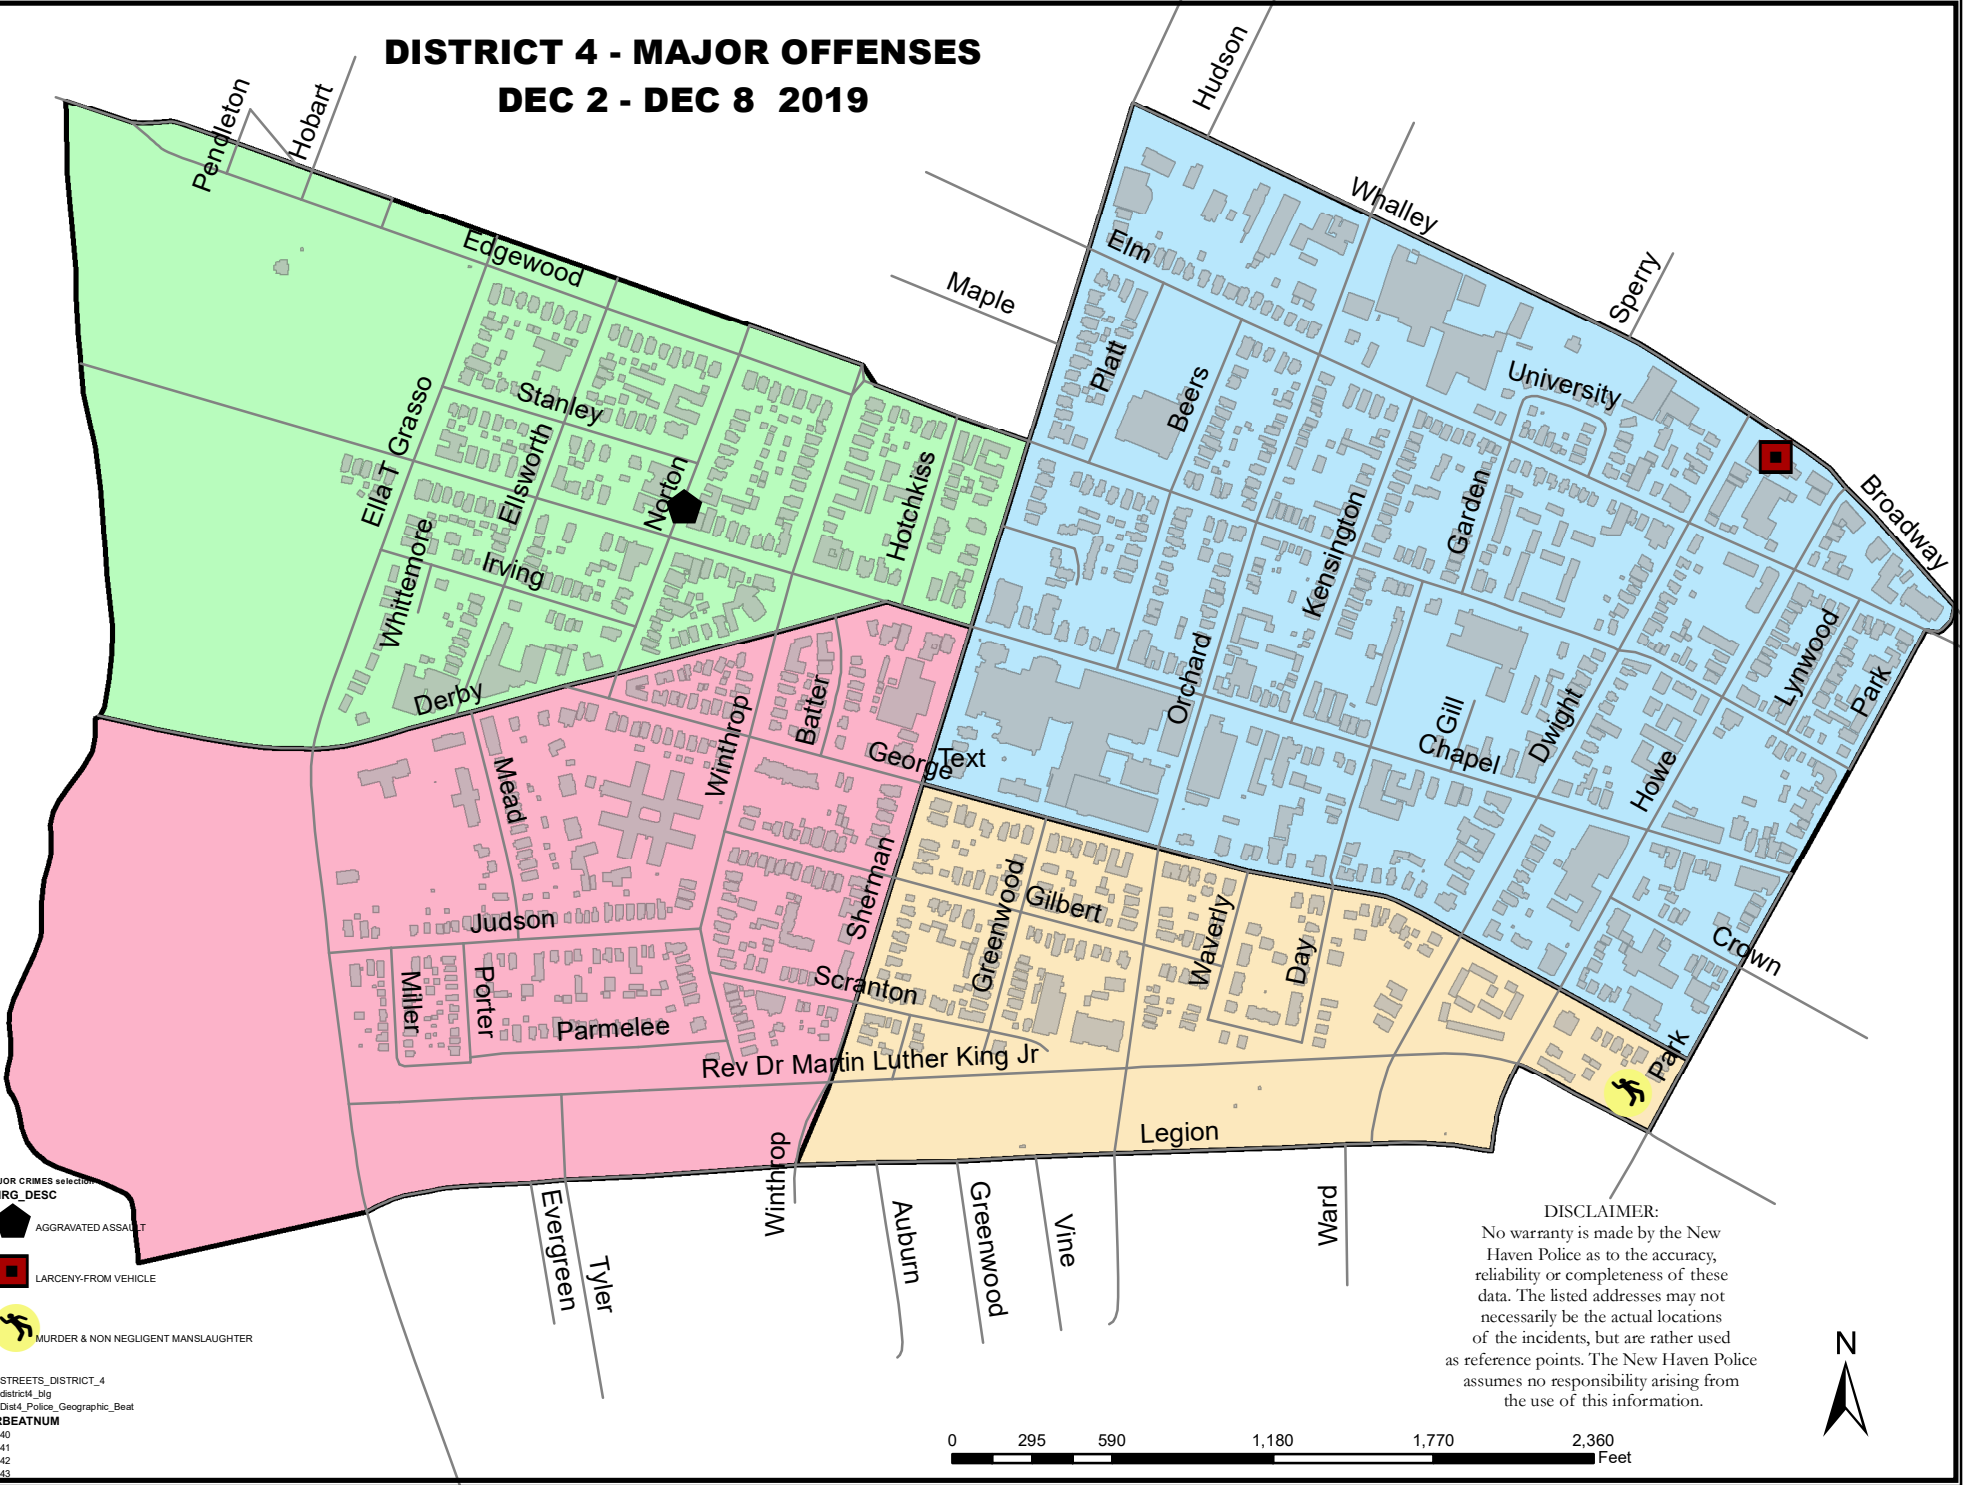 DISTRICT 4 - MAJOR OFFENSES
DEC 2 - DEC 8 2019
Hudson
Pendleton
Hobart
Whalley
Edgewood
Elm
Maple
Sperry
Platt
University
Beers
Stanley
Ella T Grasso
Ellsworth
Norton
Hotchkiss
Garden
Kensington
Broadway
Whittemore
Irving
Lynwood
Park
Orchard
Derby
Gill
Chapel
Dwight
Howe
Winthrop
Batter
George
Text
Mead
Sherman
Greenwood
Gilbert
Waverly
Day
Crown
Judson
Miller
Porter
Scranton
Parmelee
Rev Dr Martin Luther King Jr
Park
Legion
Winthrop
Evergreen
Tyler
Auburn
Greenwood
Vine
Ward
JOR CRIMES selection
RG_DESC
AGGRAVATED ASSAULT
LARCENY-FROM VEHICLE
MURDER & NON NEGLIGENT MANSLAUGHTER
STREETS_DISTRICT_4
district4_blg
Dist4_Police_Geographic_Beat
BEATNUM
40
41
42
43
DISCLAIMER:
No warranty is made by the New
Haven Police as to the accuracy,
reliability or completeness of these
data. The listed addresses may not
necessarily be the actual locations
of the incidents, but are rather used
as reference points. The New Haven Police
assumes no responsibility arising from
the use of this information.
N
0 295 590 1,180 1,770 2,360
Feet